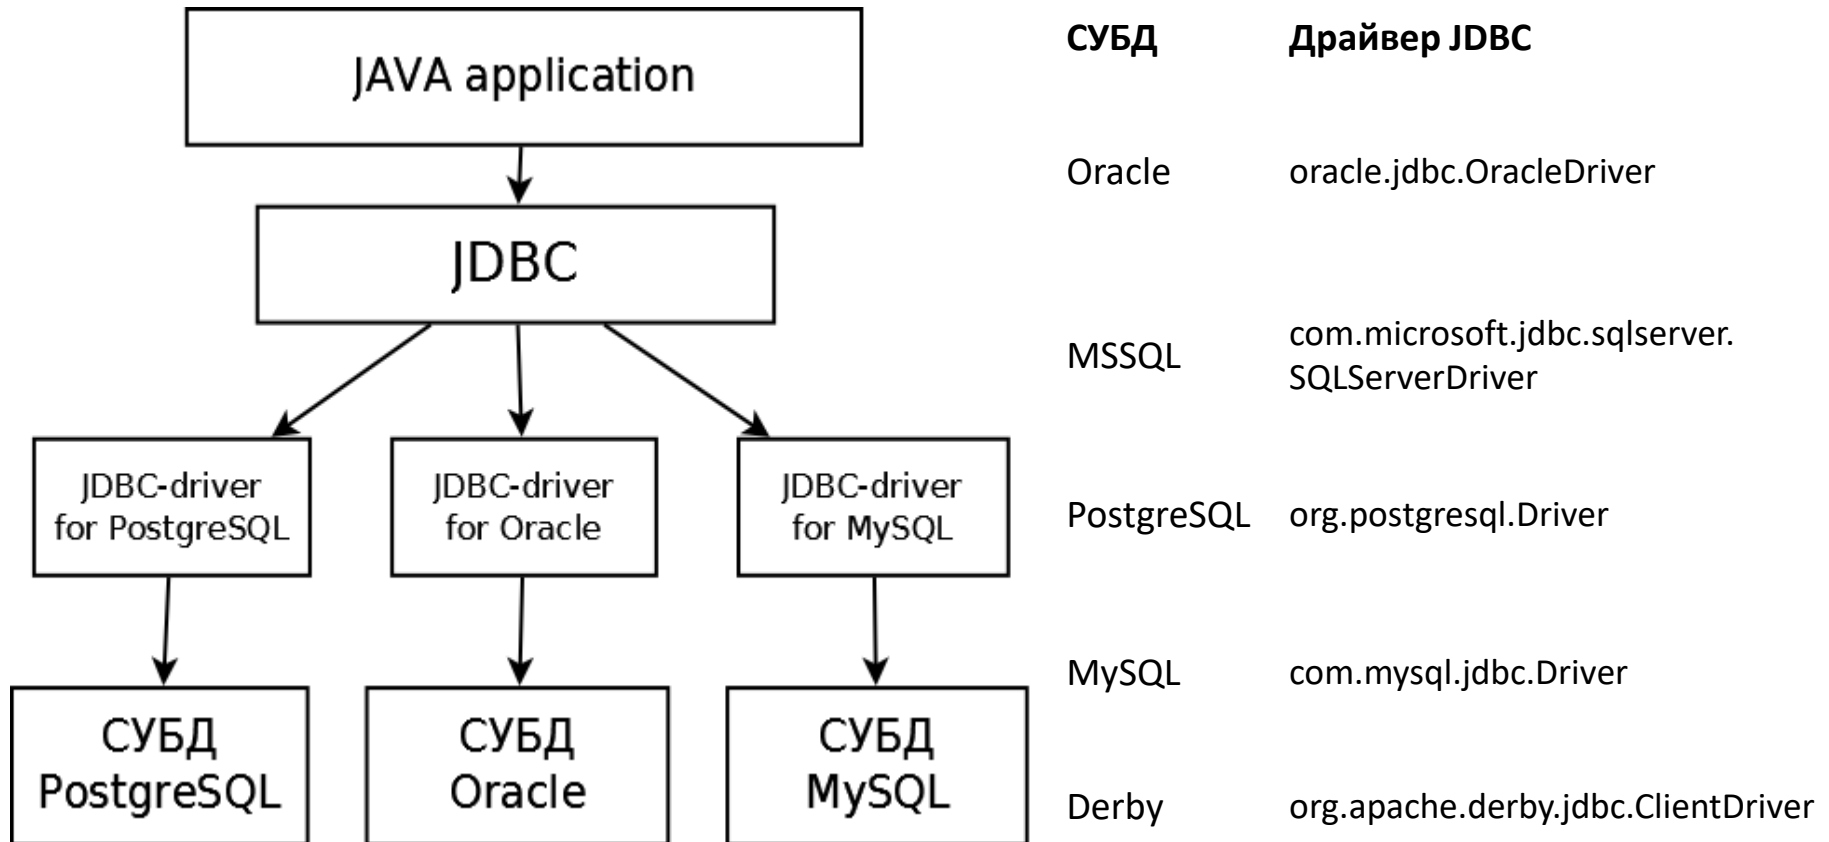 JAVA application
JDBC
JDBC-driver
for PostgreSQL
JDBC-driver
for Oracle
JDBC-driver
for MySQL
СУБД
PostgreSQL
СУБД
Oracle
СУБД
MySQL
СУБД Драйвер JDBC
Oracle oracle.jdbc.OracleDriver
MSSQL com.microsoft.jdbc.sqlserver.
SQLServerDriver
PostgreSQL org.postgresql.Driver
MySQL com.mysql.jdbc.Driver
Derby org.apache.derby.jdbc.ClientDriver